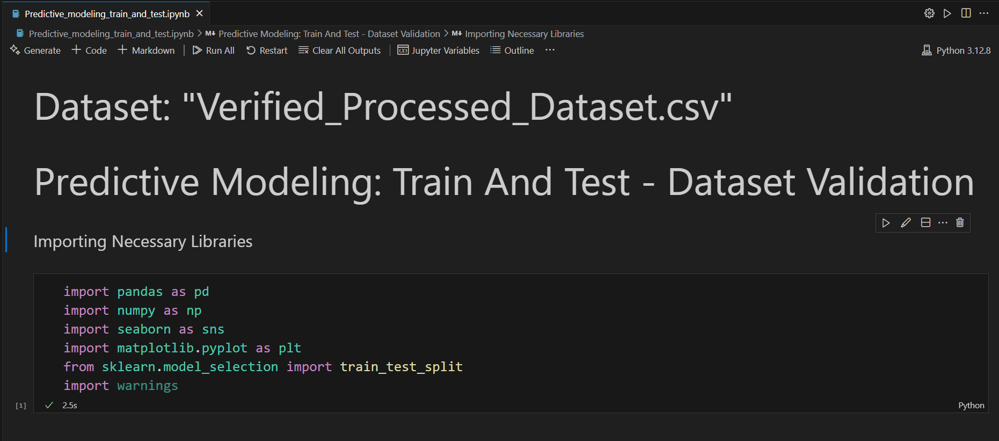 Predictive_modeling_train_and_test.ipynb
Predictive_modeling_train_and_test.ipynb > M↓ Predictive Modeling: Train And Test - Dataset Validation > M↓ Importing Necessary Libraries
Generate + Code + Markdown | Run All Restart Clear All Outputs | (x) Jupyter Variables Outline ... Python 3.12.8
Dataset: "Verified_Processed_Dataset.csv"
Predictive Modeling: Train And Test - Dataset Validation
Importing Necessary Libraries
import pandas as pd
import numpy as np
import seaborn as sns
import matplotlib.pyplot as plt
from sklearn.model_selection import train_test_split
import warnings
[1] 2.5s Python